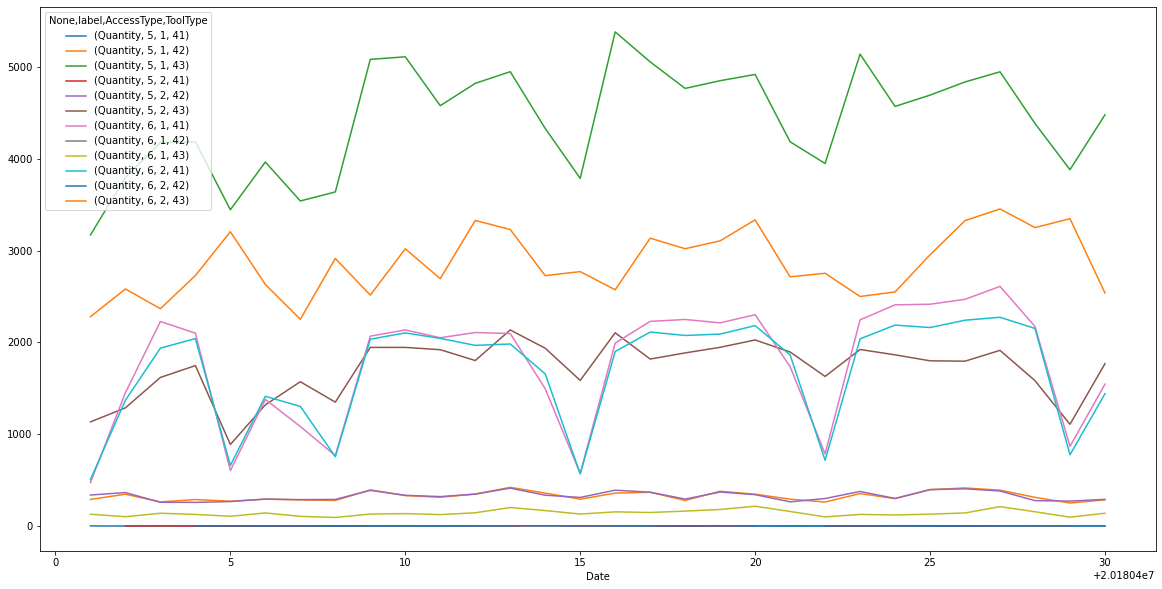 None,label,AccessType,ToolType
(Quantity, 5, 1, 41)
(Quantity, 5, 1, 42)
(Quantity, 5, 1, 43)
(Quantity, 5, 2, 41)
(Quantity, 5, 2, 42)
(Quantity, 5, 2, 43)
(Quantity, 6, 1, 41)
(Quantity, 6, 1, 42)
(Quantity, 6, 1, 43)
(Quantity, 6, 2, 41)
(Quantity, 6, 2, 42)
(Quantity, 6, 2, 43)
5000
4000
3000
2000
1000
0
0 5 10 15 20 25 30
+2.01804e7
Date